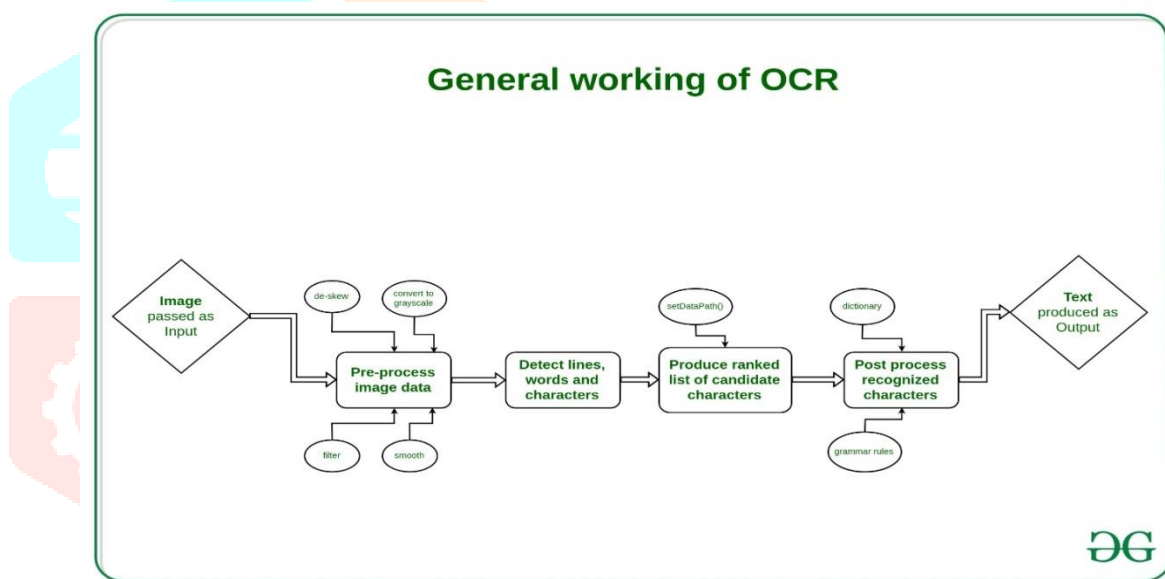 General working of OCR
Image
passed as
Input
de-skew
convert to
grayscale
Pre-process
image data
filter
smooth
Detect lines,
words and
characters
setDataPath()
Produce ranked
list of candidate
characters
dictionary
Post process
recognized
characters
grammar rules
Text
produced as
Output